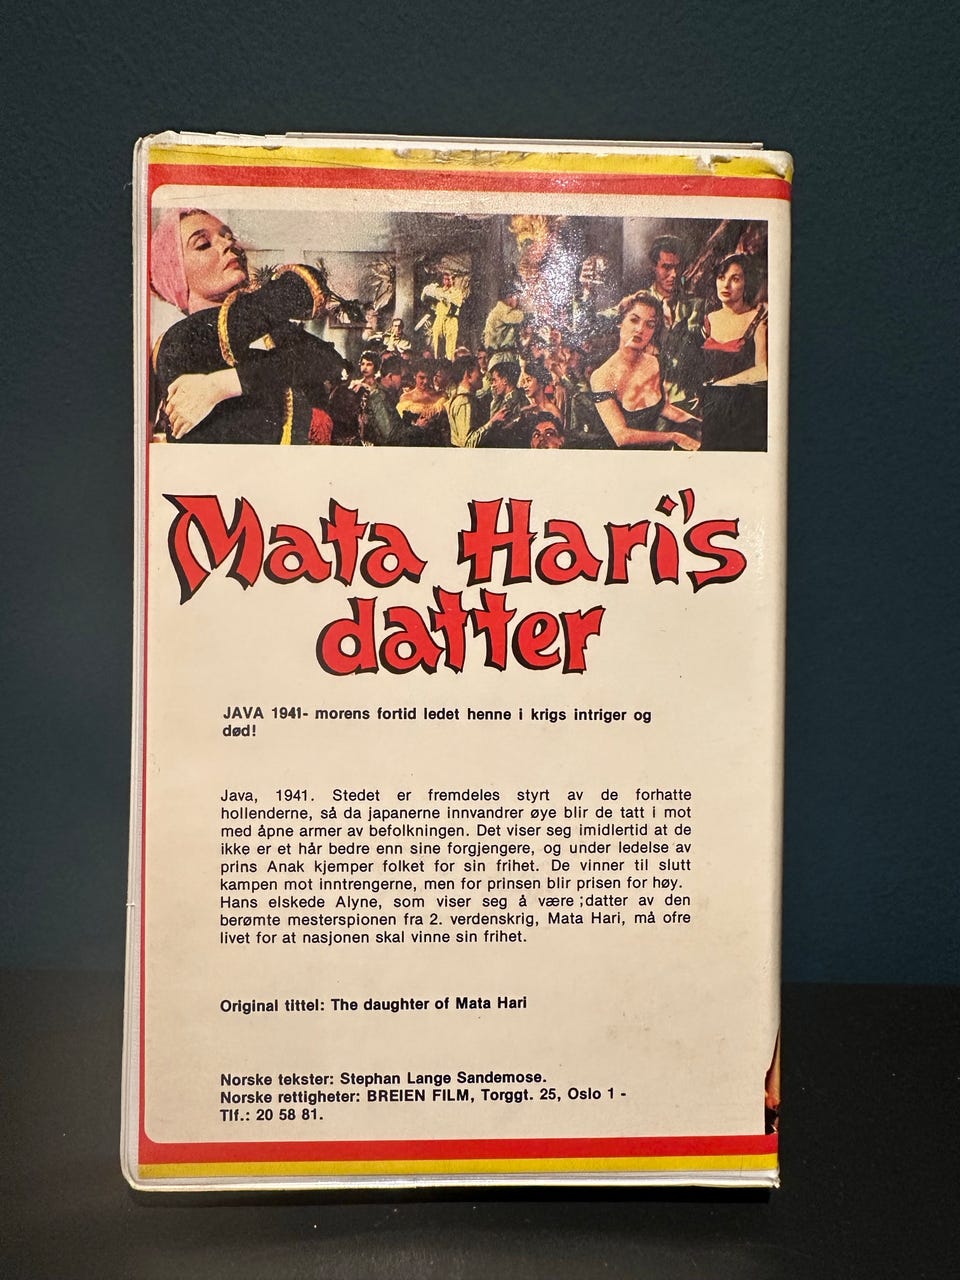 Mata Hari's
datter
JAVA 1941- morens fortid ledet henne i krigs intriger og
død!
Java, 1941. Stedet er fremdeles styrt av de forhatte
hollenderne, så da japanerne innvandrer øye blir de tatt i mot
med åpne armer av befolkningen. Det viser seg imidlertid at de
ikke er et hår bedre enn sine forgjengere, og under ledelse av
prins Anak kjemper folket for sin frihet. De vinner til slutt
kampen mot inntrengerne, men for prinsen blir prisen for høy.
Hans elskede Alyne, som viser seg å være ;datter av den
berømte mesterspionen fra 2. verdenskrig, Mata Hari, må ofre
livet for at nasjonen skal vinne sin frihet.
Original tittel: The daughter of Mata Hari
Norske tekster: Stephan Lange Sandemose.
Norske rettigheter: BREIEN FILM, Torggt. 25, Oslo 1 -
Tlf.: 20 58 81.